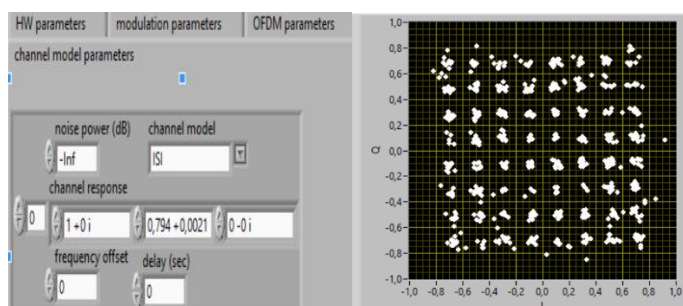 HW parameters modulation parameters OFDM parameters
channel model parameters
noise power (dB) channel model
-Inf ISI
channel response
0 1 +0 i 0,794 +0,0021 0 -0 i
frequency offset delay (sec)
0 0
1,0
0,8
0,6
0,4
0,2
Q 0,0
-0,2
-0,4
-0,6
-0,8
-1,0
-1,0 -0,8 -0,6 -0,4 -0,2 0,0 0,2 0,4 0,6 0,8 1,0